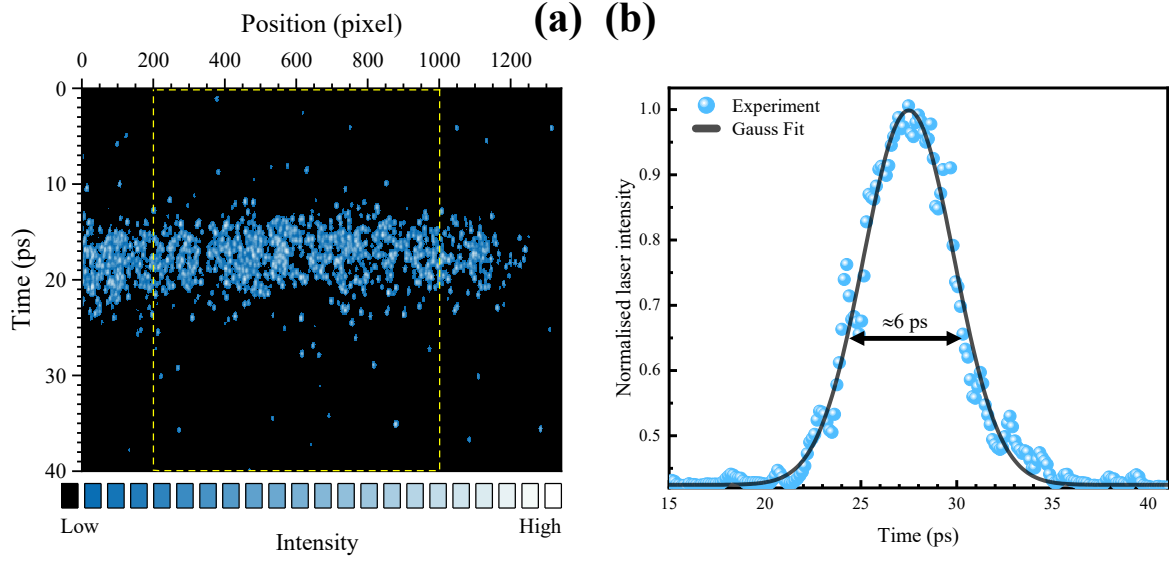 (a) (b)
Position (pixel)
0 200 400 600 800 1000 1200
0
10
20
30
40
Time (ps)
Low High
Intensity
Experiment
Gauss Fit
1.0
0.9
0.8
0.7
0.6
0.5
Normalised laser intensity
≈6 ps
15 20 25 30 35 40
Time (ps)